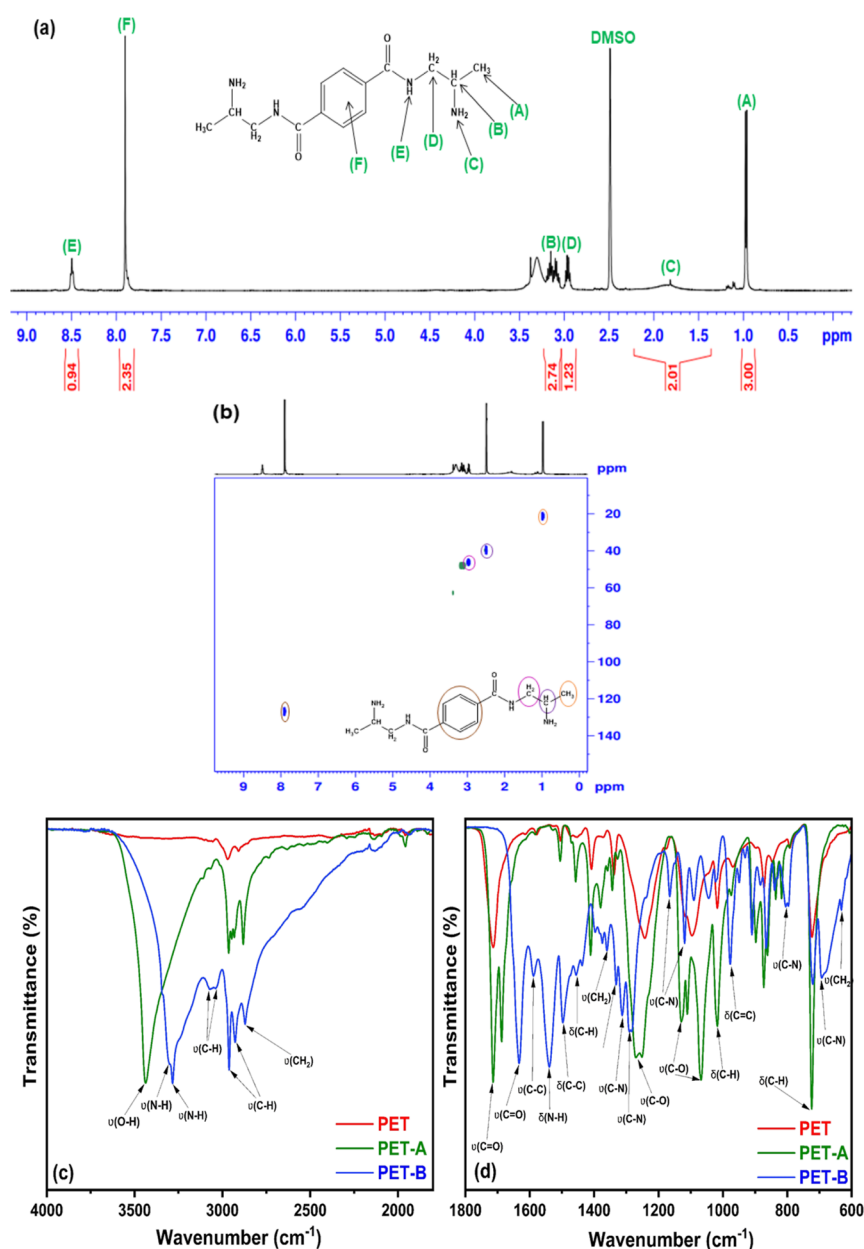 (a)
(F)
DMSO
(A)
(E)
(B) (D)
(C)
O
NH₂
CH
H₃C
C
H₂
H
N
O
O
N
H
H₂
C
H
C
CH₃
NH₂
(A)
(B)
(C)
(D)
(E)
(F)
9.0 8.5 8.0 7.5 7.0 6.5 6.0 5.5 5.0 4.5 4.0 3.5 3.0 2.5 2.0 1.5 1.0 0.5 ppm
0.94 2.35 2.74 1.23 2.01 3.00
(b)
ppm
20
40
60
80
100
120
140
O
NH₂
CH
H₃C
C
H₂
H
N
O
N
H
H₂
C
H
C
CH₃
NH₂
9 8 7 6 5 4 3 2 1 0 ppm
Transmittance (%)
υ(O-H)
υ(N-H)
υ(N-H)
υ(C-H)
υ(C-H)
υ(CH₂)
PET
PET-A
PET-B
(c)
4000 3500 3000 2500 2000
Wavenumber (cm⁻¹)
Transmittance (%)
υ(C=O)
υ(C=O)
υ(C-C)
δ(N-H)
δ(C-C)
δ(C-H)
υ(CH₂)
υ(C-N)
υ(C-N)
υ(C-O)
υ(C-N)
υ(C-O)
δ(C-H)
δ(C=C)
δ(C-H)
υ(C-N)
υ(C-N)
υ(CH₂)
PET
PET-A
PET-B
(d)
1800 1600 1400 1200 1000 800 600
Wavenumber (cm⁻¹)